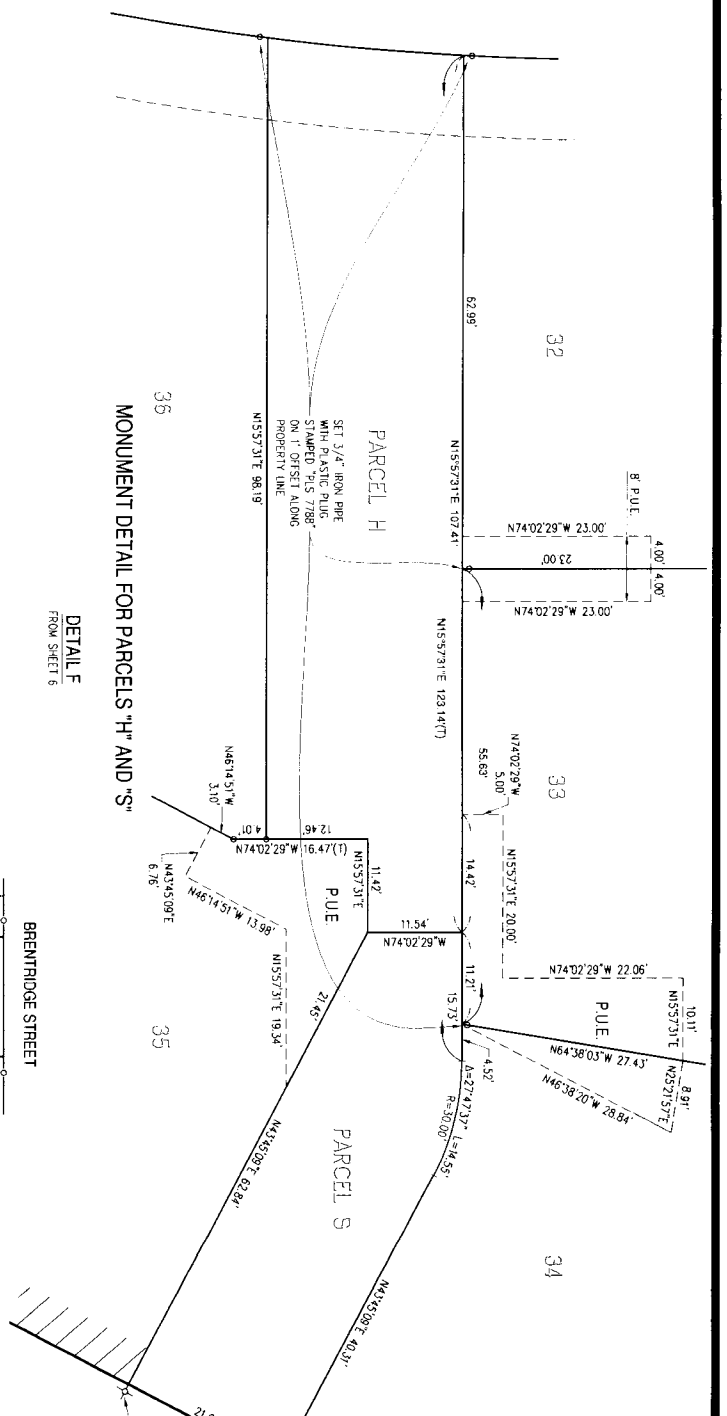 32
62.99'
N15°57'31"E 107.41'
8' P.U.E.
N74°02'29"W 23.00'
4.00' 4.00'
23.00'
N74°02'29"W 23.00'
PARCEL H
SET 3/4" IRON PIPE
WITH PLASTIC PLUG
STAMPED "PLS 7788"
ON 1' OFFSET ALONG
PROPERTY LINE
N15°57'31"E 98.19'
36
MONUMENT DETAIL FOR PARCELS "H" AND "S"
DETAIL F
FROM SHEET 6
N15°57'31"E 123.14'(T)
33
N74°02'29"W
5.00'
55.63'
N15°57'31"E 20.00'
14.42'
N74°02'29"W 22.06'
10.11'
N15°57'31"E
P.U.E.
8.91'
N25°21'57"E
N64°38'03"W 27.43'
N46°38'20"W 28.84'
11.21'
15.73'
4.52'
Δ=27°47'37" L=14.55'
R=30.00'
11.54'
N74°02'29"W
N15°57'31"E
11.42'
P.U.E.
12.46'
4.01'
N74°02'29"W 16.47'(T)
N46°14'51"W
3.10'
N43°45'09"E
6.76'
N46°14'51"W 13.98'
N15°57'31"E 19.34'
21.45'
35
N43°45'09"E 62.84'
PARCEL S
N43°45'09"E 40.31'
34
BRENTRIDGE STREET